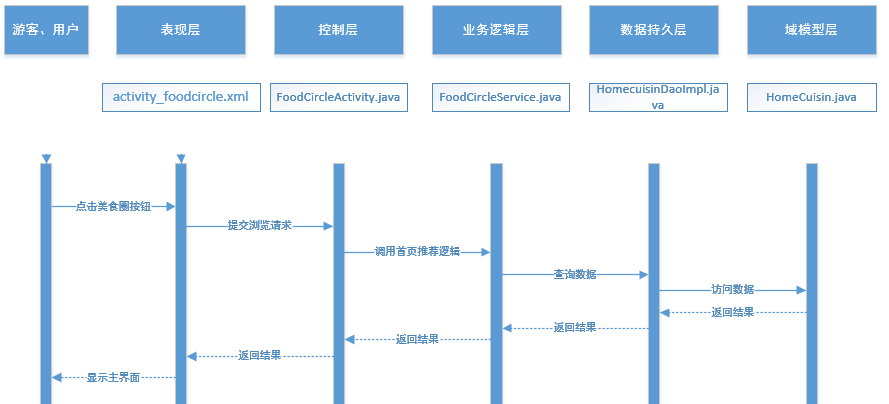 游客、用户
表现层
控制层
业务逻辑层
数据持久层
域模型层
activity_foodcircle.xml
FoodCircleActivity.java
FoodCircleService.java
HomecuisinDaoImpl.ja
va
HomeCuisin.java
点击美食圈按钮
提交浏览请求
调用首页推荐逻辑
查询数据
访问数据
返回结果
返回结果
返回结果
返回结果
显示主界面